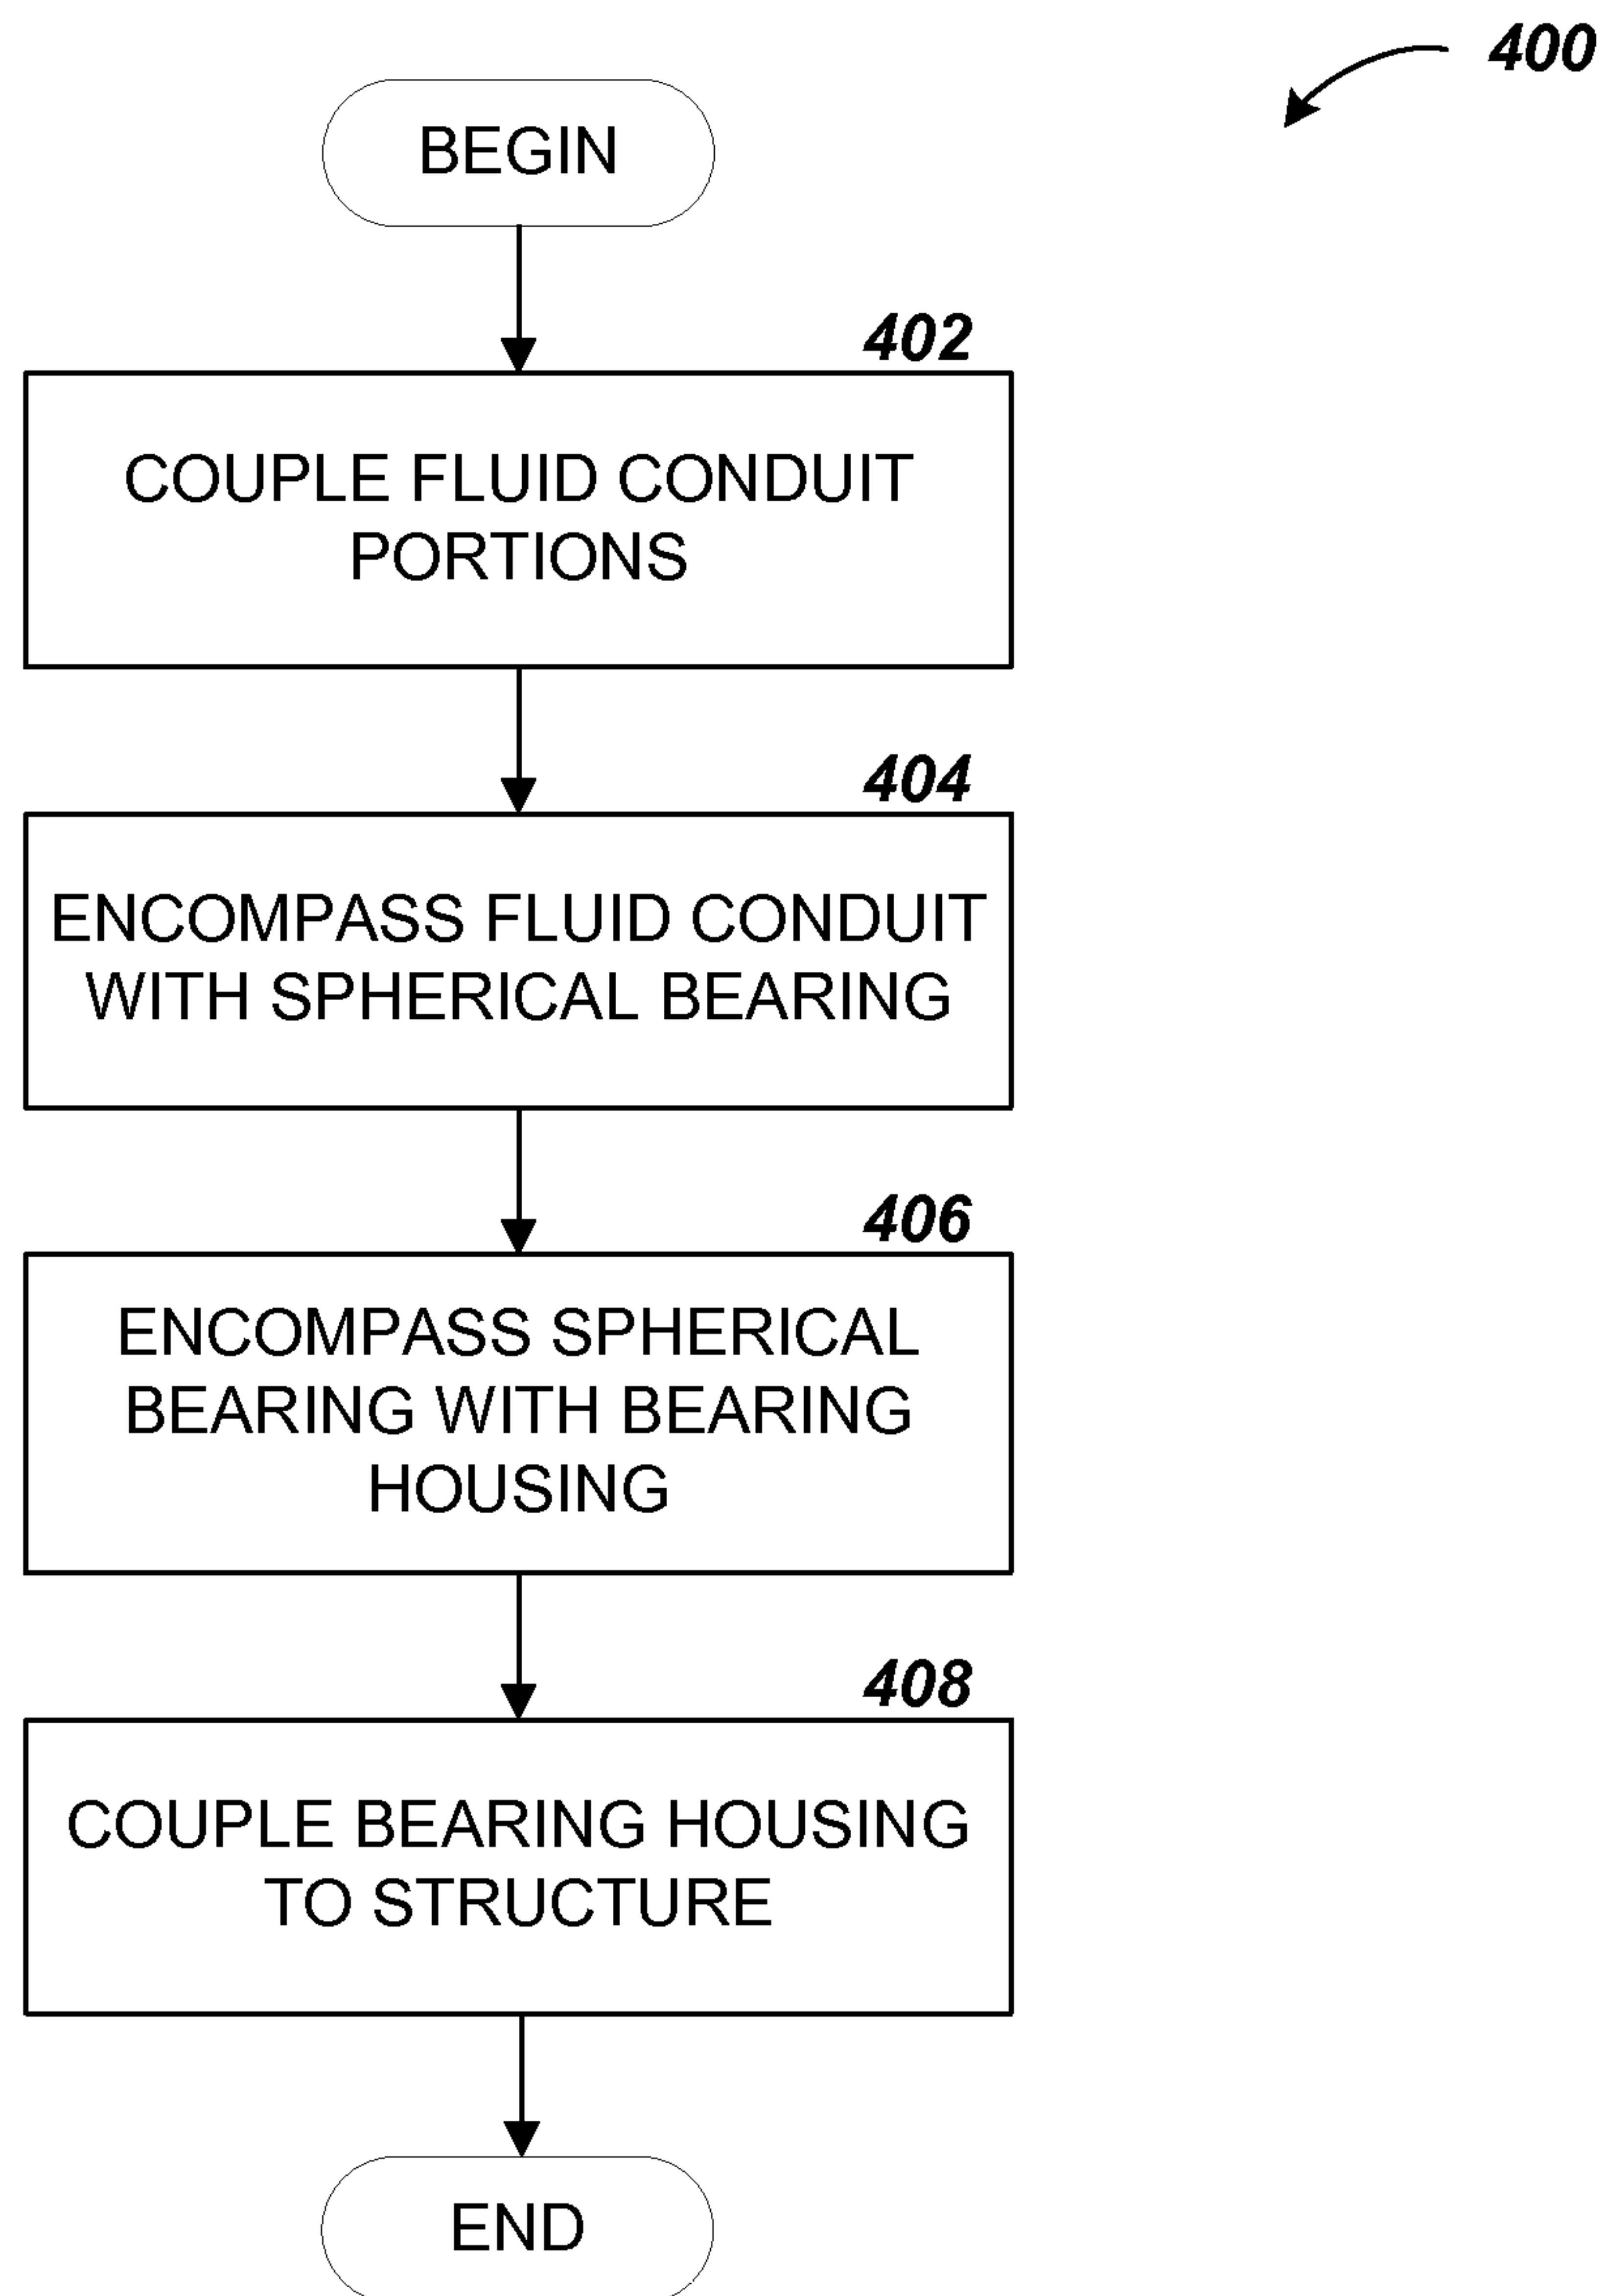 400
BEGIN
402
COUPLE FLUID CONDUIT
PORTIONS
404
ENCOMPASS FLUID CONDUIT
WITH SPHERICAL BEARING
406
ENCOMPASS SPHERICAL
BEARING WITH BEARING
HOUSING
408
COUPLE BEARING HOUSING
TO STRUCTURE
END